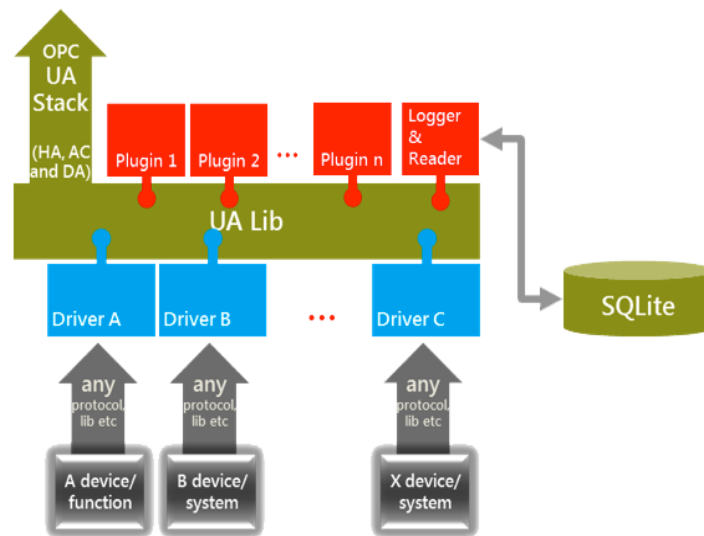 OPC
UA
Stack
(HA, AC
and DA)
Plugin 1
Plugin 2
...
Plugin n
Logger
&
Reader
UA Lib
Driver A
Driver B
...
Driver C
SQLite
any
protocol,
lib etc
any
protocol,
lib etc
any
protocol,
lib etc
A device/
function
B device/
system
X device/
system